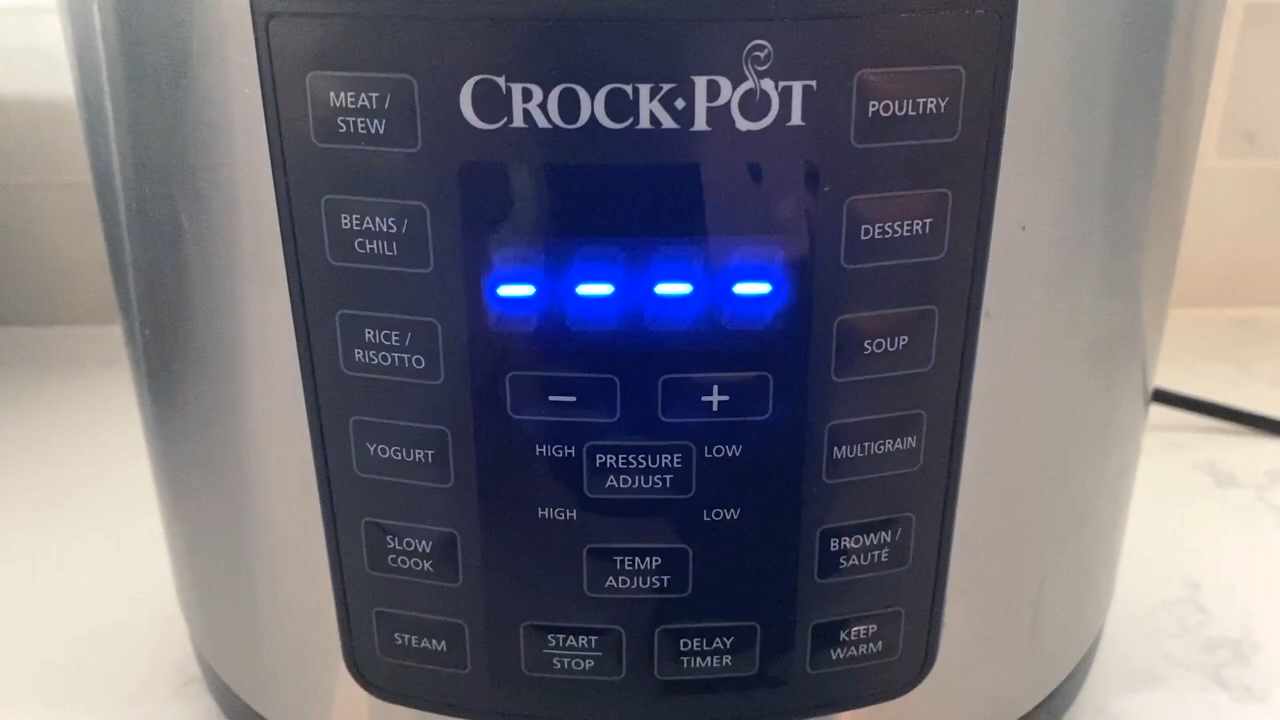 CROCK·POT
MEAT /
STEW
POULTRY
BEANS /
CHILI
DESSERT
----
RICE /
RISOTTO
SOUP
−
+
YOGURT
HIGH
PRESSURE
ADJUST
LOW
MULTIGRAIN
HIGH
LOW
SLOW
COOK
TEMP
ADJUST
BROWN /
SAUTÉ
STEAM
START
STOP
DELAY
TIMER
KEEP
WARM